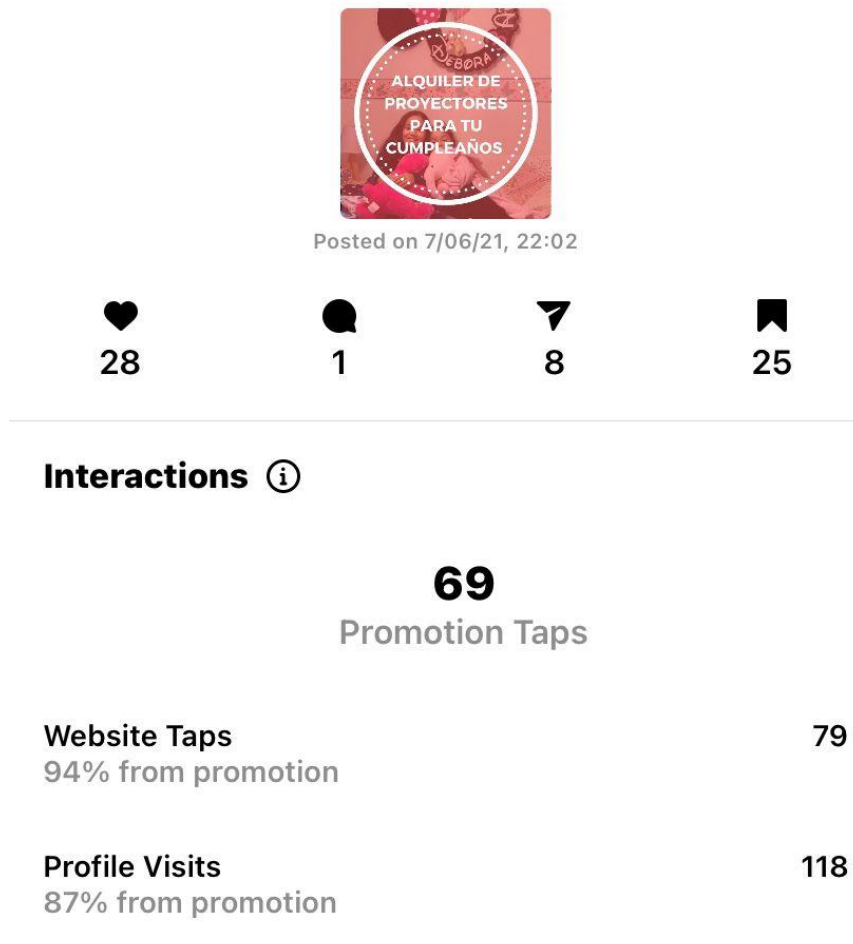 DEBORA
ALQUILER DE
PROYECTORES
PARA TU
CUMPLEAÑOS
Posted on 7/06/21, 22:02
28
1
8
25
Interactions
69
Promotion Taps
Website Taps
79
94% from promotion
Profile Visits
118
87% from promotion